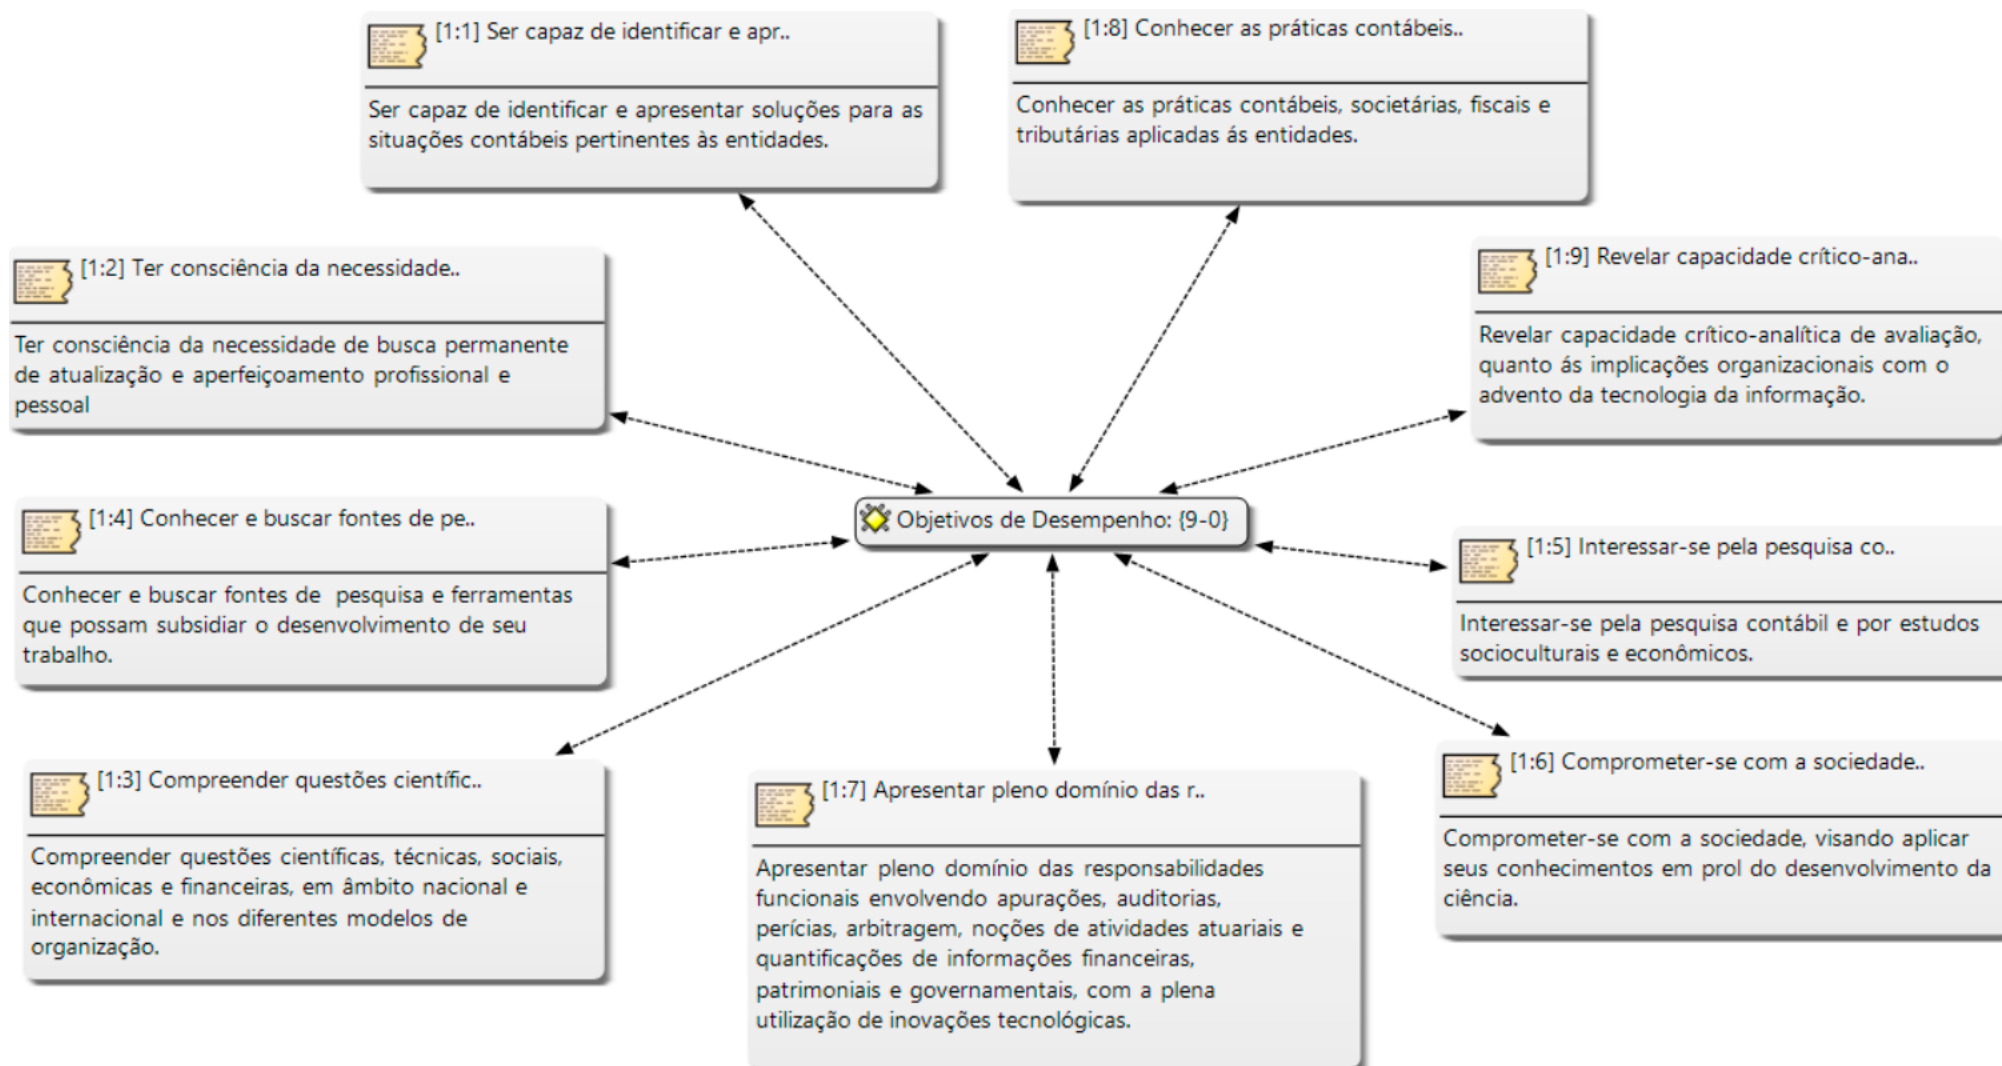 [1:1] Ser capaz de identificar e apr..
Ser capaz de identificar e apresentar soluções para as
situações contábeis pertinentes às entidades.
[1:8] Conhecer as práticas contábeis..
Conhecer as práticas contábeis, societárias, fiscais e
tributárias aplicadas ás entidades.
[1:2] Ter consciência da necessidade..
Ter consciência da necessidade de busca permanente
de atualização e aperfeiçoamento profissional e
pessoal
[1:9] Revelar capacidade crítico-ana..
Revelar capacidade crítico-analítica de avaliação,
quanto ás implicações organizacionais com o
advento da tecnologia da informação.
Objetivos de Desempenho: {9-0}
[1:4] Conhecer e buscar fontes de pe..
Conhecer e buscar fontes de  pesquisa e ferramentas
que possam subsidiar o desenvolvimento de seu
trabalho.
[1:5] Interessar-se pela pesquisa co..
Interessar-se pela pesquisa contábil e por estudos
socioculturais e econômicos.
[1:3] Compreender questões científic..
Compreender questões científicas, técnicas, sociais,
econômicas e financeiras, em âmbito nacional e
internacional e nos diferentes modelos de
organização.
[1:7] Apresentar pleno domínio das r..
Apresentar pleno domínio das responsabilidades
funcionais envolvendo apurações, auditorias,
perícias, arbitragem, noções de atividades atuariais e
quantificações de informações financeiras,
patrimoniais e governamentais, com a plena
utilização de inovações tecnológicas.
[1:6] Comprometer-se com a sociedade..
Comprometer-se com a sociedade, visando aplicar
seus conhecimentos em prol do desenvolvimento da
ciência.